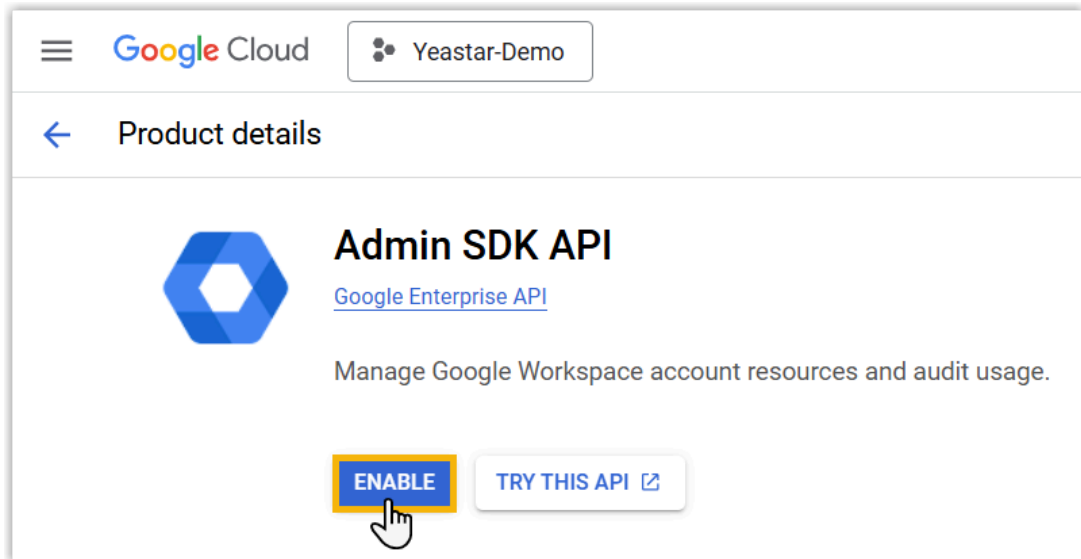 Google Cloud
Yeastar-Demo
Product details
Admin SDK API
Google Enterprise API
Manage Google Workspace account resources and audit usage.
ENABLE
TRY THIS API